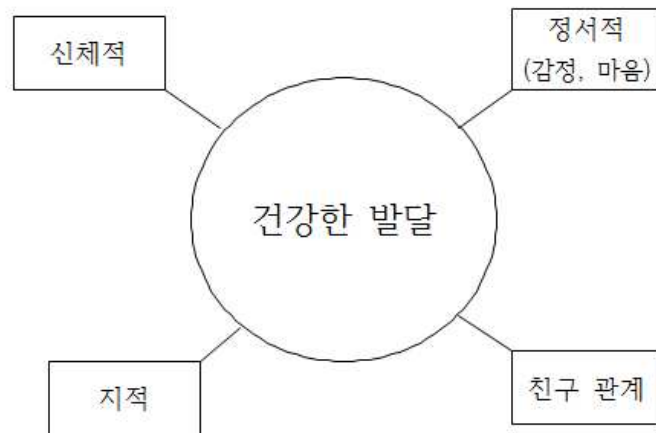 신체적
정서적
(감정, 마음)
건강한 발달
지적
친구 관계